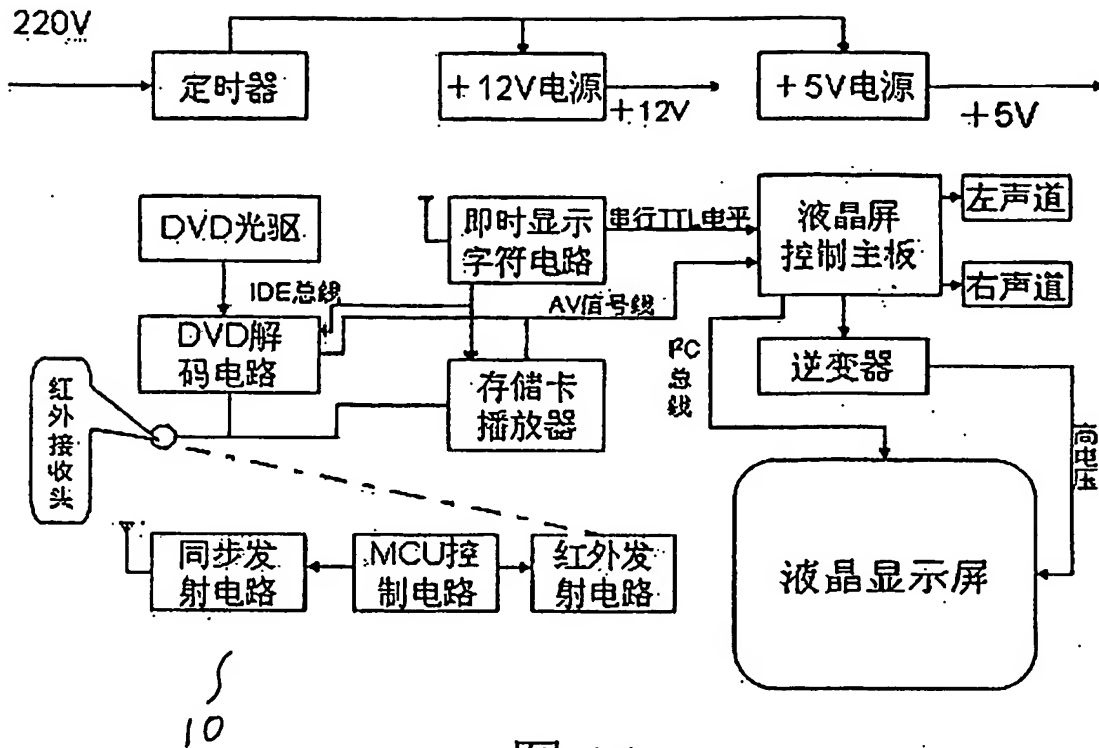 220V
定时器
+12V电源
+12V
+5V电源
+5V
DVD光驱
即时显示
字符电路
串行TTL电平
液晶屏
控制主板
左声道
右声道
IDE总线
AV信号线
DVD解
码电路
存储卡
播放器
I²C
总
线
逆变器
高
电
压
红
外
接
收
头
同步发
射电路
MCU控
制电路
红外发
射电路
液晶显示屏
10